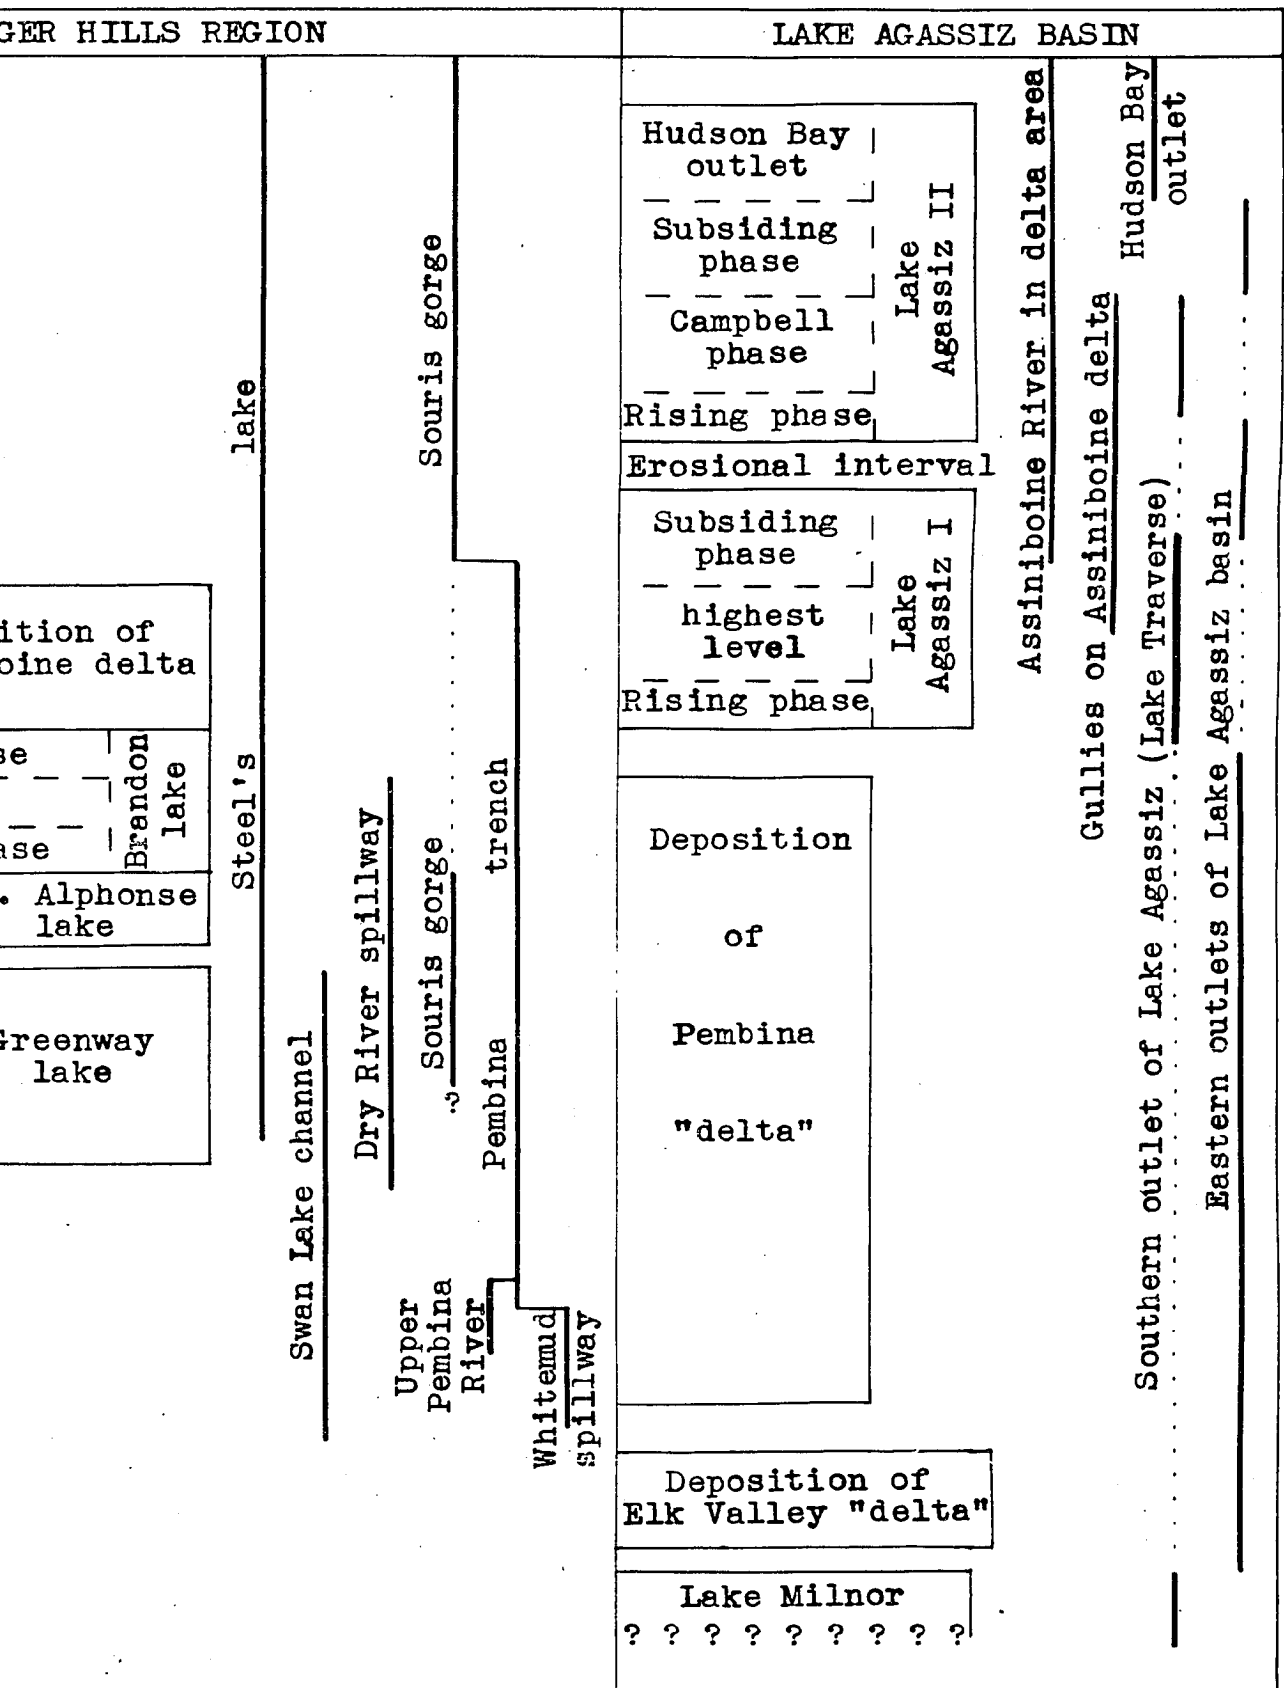 GER HILLS REGION
ition of
oine delta
se
ase
Brandon
lake
. Alphonse
lake
Greenway
lake
Steel's lake
Swan Lake channel
Dry River spillway
Souris gorge
Souris gorge
?
Pembina trench
Upper
Pembina
River
Whitemud
spillway
LAKE AGASSIZ BASIN
Hudson Bay
outlet
Subsiding
phase
Campbell
phase
Rising phase
Lake
Agassiz II
Erosional interval
Subsiding
phase
highest
level
Rising phase
Lake
Agassiz I
Deposition
of
Pembina
"delta"
Deposition of
Elk Valley "delta"
Lake Milnor
? ? ? ? ? ? ? ? ?
Assiniboine River in delta area
Gullies on Assiniboine delta
Hudson Bay
outlet
Southern outlet of Lake Agassiz (Lake Traverse)
Eastern outlets of Lake Agassiz basin